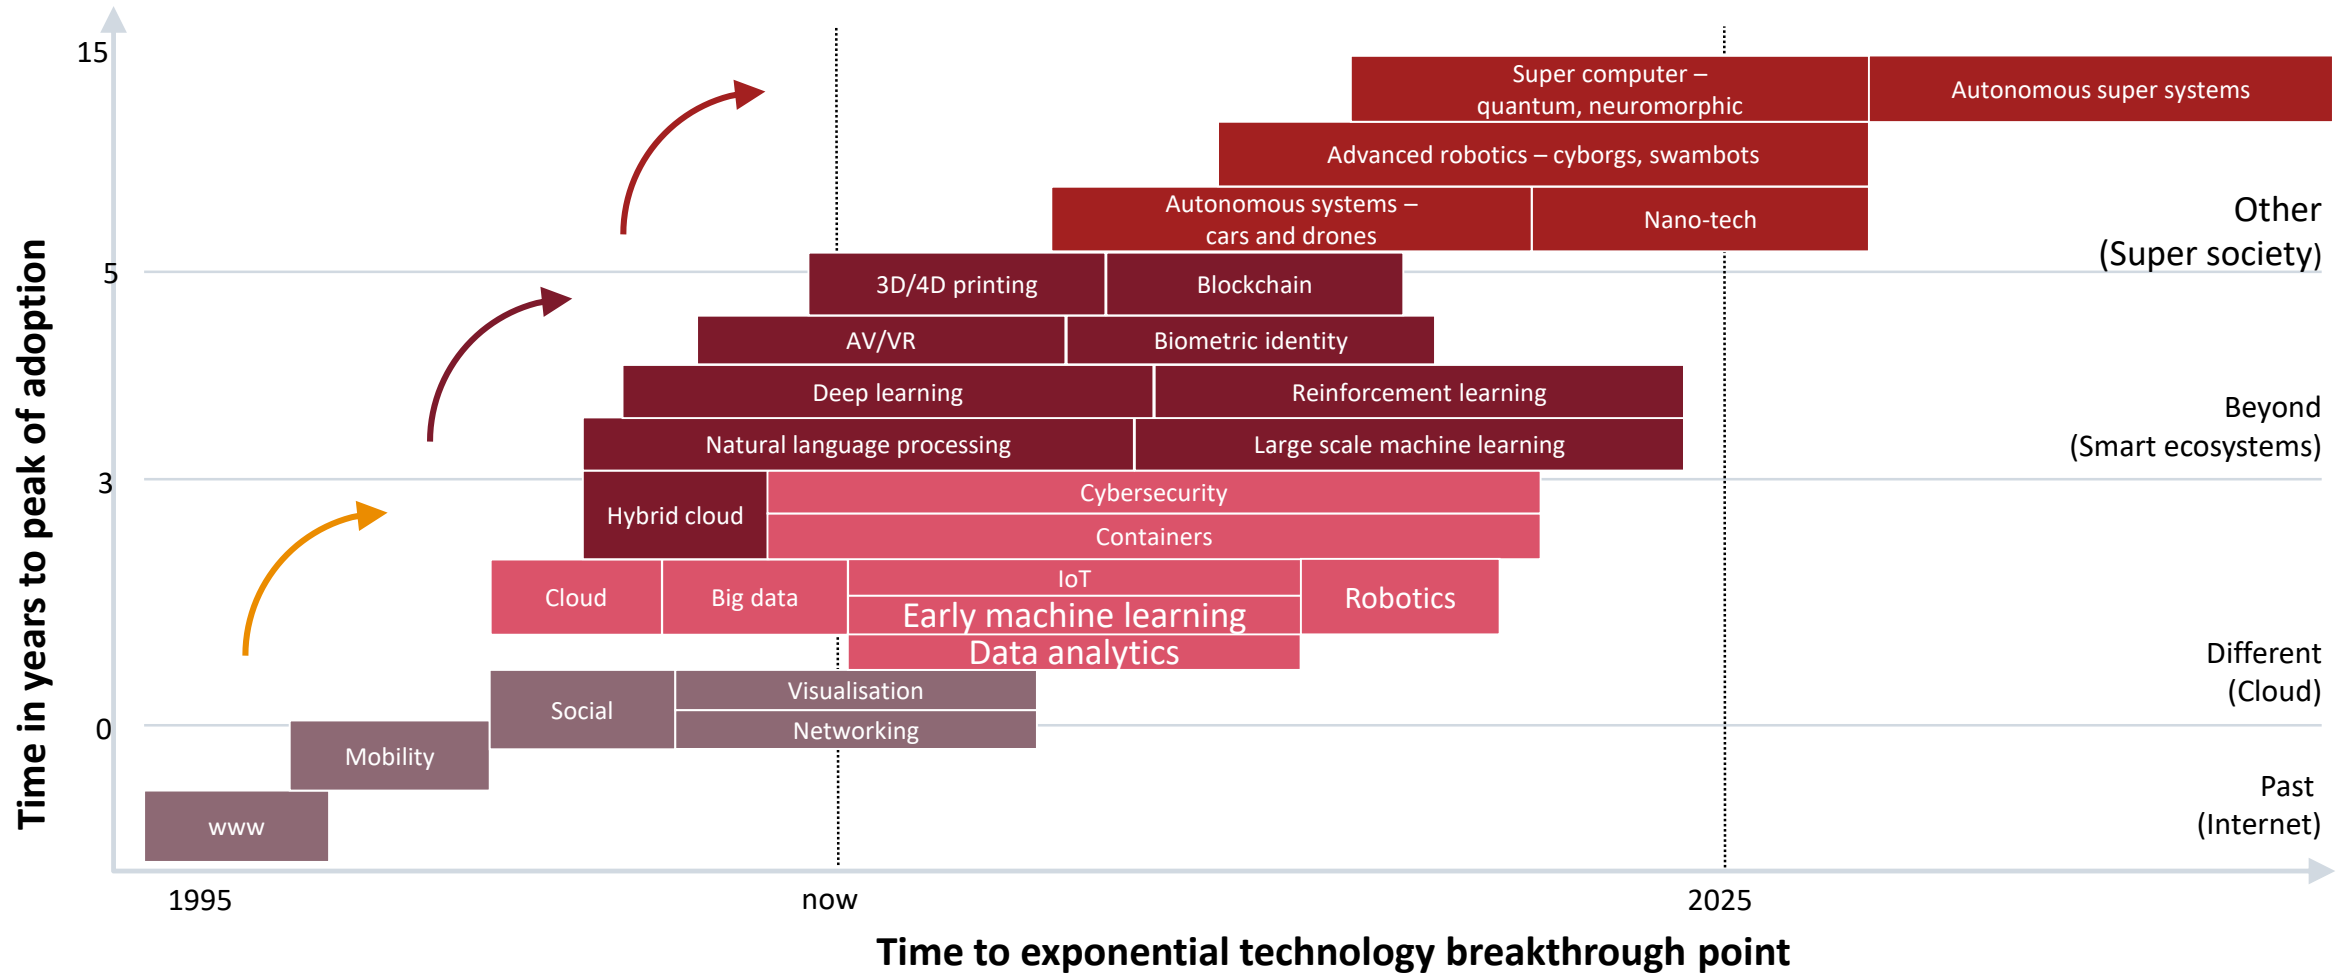 15
Super computer –
quantum, neuromorphic
Autonomous super systems
Advanced robotics – cyborgs, swambots
Autonomous systems –
cars and drones
Nano-tech
Other
(Super society)
5
3D/4D printing
Blockchain
AV/VR
Biometric identity
Deep learning
Reinforcement learning
Beyond
(Smart ecosystems)
Natural language processing
Large scale machine learning
3
Hybrid cloud
Cybersecurity
Containers
Cloud
Big data
IoT
Early machine learning
Robotics
Data analytics
Different
(Cloud)
Social
Visualisation
Networking
0
Mobility
Past
(Internet)
www
Time in years to peak of adoption
1995
now
2025
Time to exponential technology breakthrough point